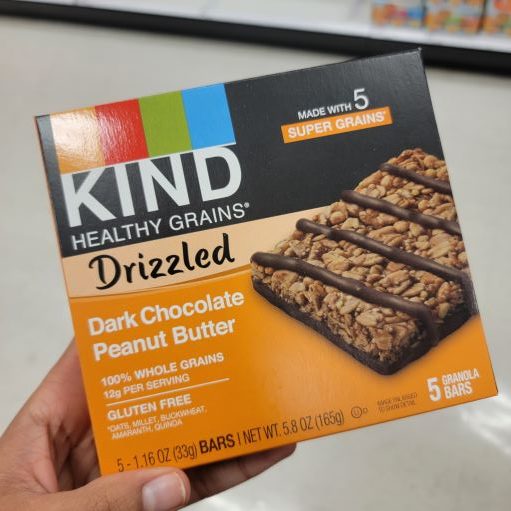 MADE WITH 5
SUPER GRAINS*
KIND
HEALTHY GRAINS®
Drizzled
Dark Chocolate
Peanut Butter
100% WHOLE GRAINS
12g PER SERVING
GLUTEN FREE
*OATS, MILLET, BUCKWHEAT,
AMARANTH, QUINOA
5 GRANOLA
BARS
5 - 1.16 OZ (33g) BARS | NET WT. 5.8 OZ (165g)